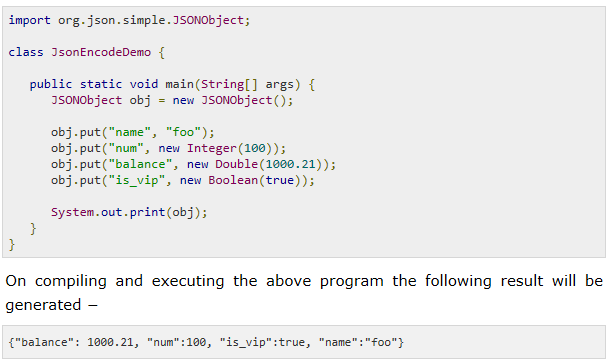 import org.json.simple.JSONObject;
class JsonEncodeDemo {
public static void main(String[] args) {
JSONObject obj = new JSONObject();
obj.put("name", "foo");
obj.put("num", new Integer(100));
obj.put("balance", new Double(1000.21));
obj.put("is_vip", new Boolean(true));
System.out.print(obj);
}
}
On compiling and executing the above program the following result will be
generated −
{"balance": 1000.21, "num":100, "is_vip":true, "name":"foo"}